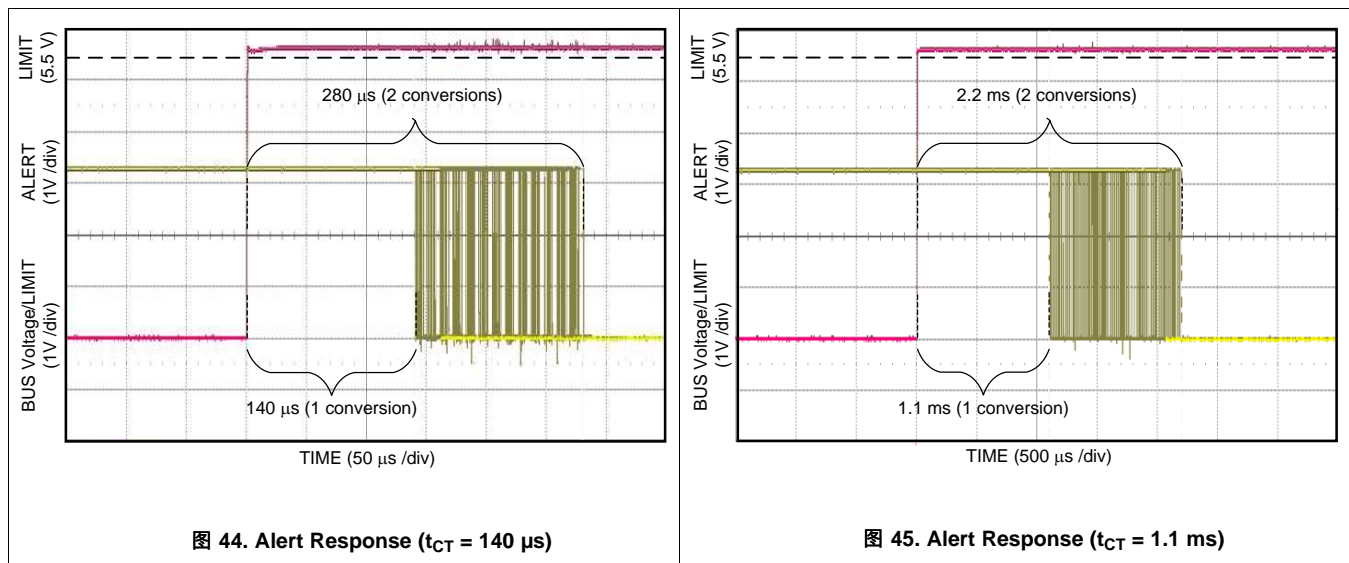 LIMIT
(5.5 V)
ALERT
(1V /div)
BUS Voltage/LIMIT
(1V /div)
280 μs (2 conversions)
140 μs (1 conversion)
TIME (50 μs /div)
图 44. Alert Response (tCT = 140 μs)
LIMIT
(5.5 V)
ALERT
(1V /div)
BUS Voltage/LIMIT
(1V /div)
2.2 ms (2 conversions)
1.1 ms (1 conversion)
TIME (500 μs /div)
图 45. Alert Response (tCT = 1.1 ms)